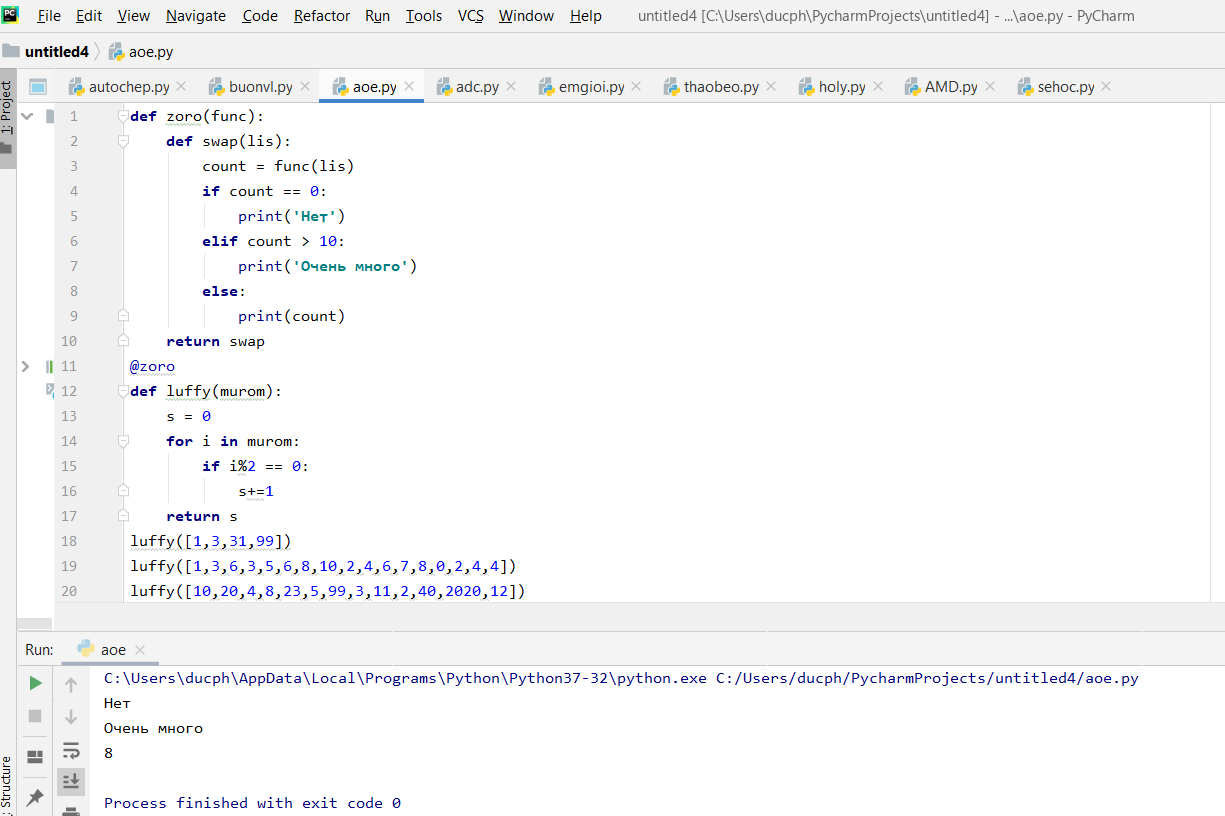 File Edit View Navigate Code Refactor Run Tools VCS Window Help untitled4 [C:\Users\ducph\PycharmProjects\untitled4] - ...\aoe.py - PyCharm
untitled4 aoe.py
1: Project
autochep.py buonvl.py aoe.py adc.py emgioi.py thaobeo.py holy.py AMD.py sehoc.py
1 def zoro(func):
2     def swap(lis):
3         count = func(lis)
4         if count == 0:
5             print('Нет')
6         elif count > 10:
7             print('Очень много')
8         else:
9             print(count)
10     return swap
11 @zoro
12 def luffy(murom):
13     s = 0
14     for i in murom:
15         if i%2 == 0:
16             s+=1
17     return s
18 luffy([1,3,31,99])
19 luffy([1,3,6,3,5,6,8,10,2,4,6,7,8,0,2,4,4])
20 luffy([10,20,4,8,23,5,99,3,11,2,40,2020,12])
Run: aoe
C:\Users\ducph\AppData\Local\Programs\Python\Python37-32\python.exe C:/Users/ducph/PycharmProjects/untitled4/aoe.py
Нет
Очень много
8
Process finished with exit code 0
Structure